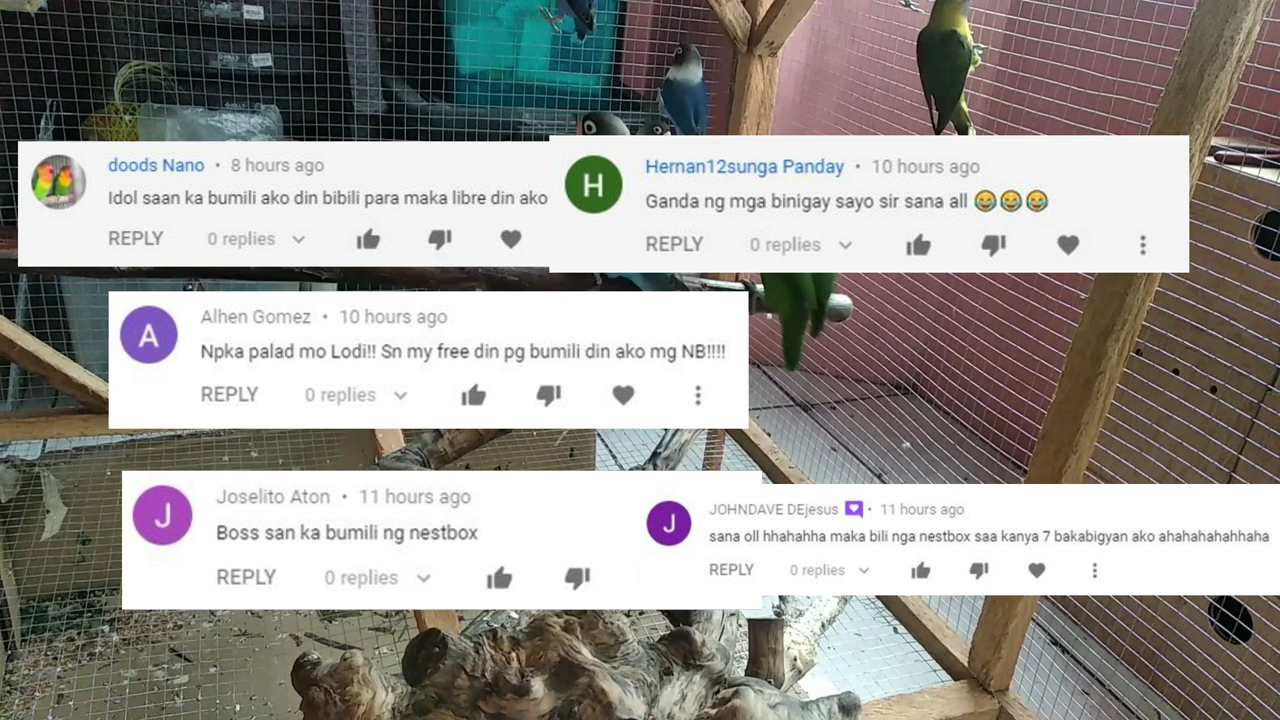 doods Nano • 8 hours ago
Idol saan ka bumili ako din bibili para maka libre din ako
REPLY 0 replies
Hernan12sunga Panday • 10 hours ago
H
Ganda ng mga binigay sayo sir sana all 😂😂😂
REPLY 0 replies
Alhen Gomez • 10 hours ago
A
Npka palad mo Lodi!! Sn my free din pg bumili din ako mg NB!!!!
REPLY 0 replies
Joselito Aton • 11 hours ago
J
Boss san ka bumili ng nestbox
REPLY 0 replies
JOHNDAVE DEjesus • 11 hours ago
J
sana oll hhahahha maka bili nga nestbox saa kanya 7 bakabigyan ako ahahahahahhaha
REPLY 0 replies